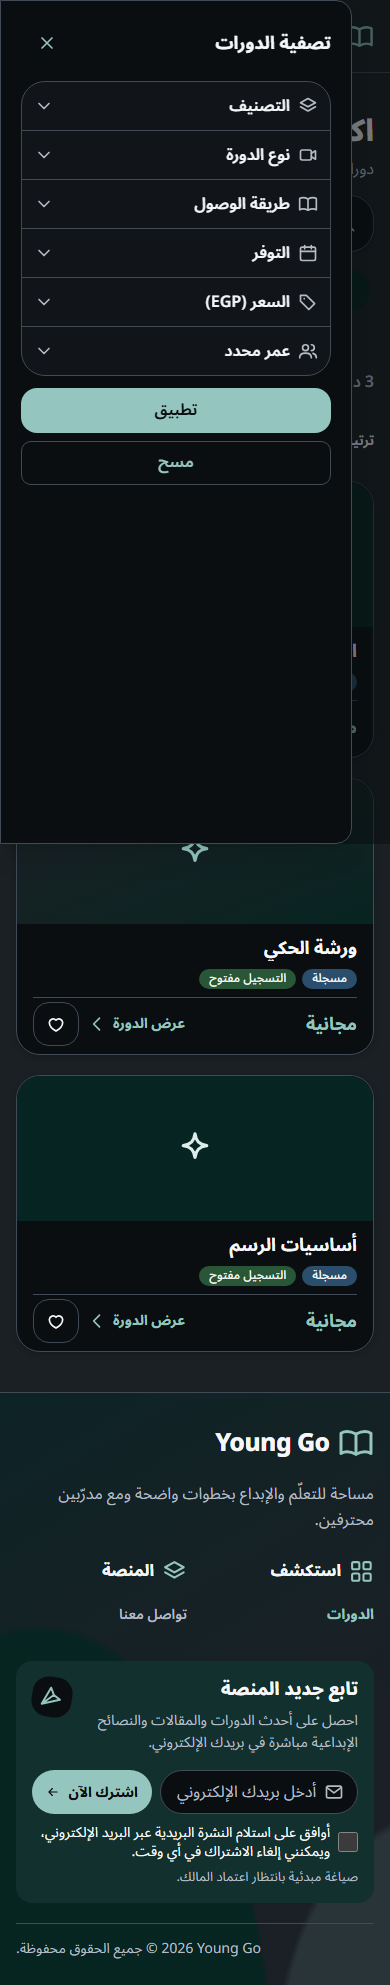 تصفية الدورات
التصنيف
نوع الدورة
طريقة الوصول
التوفر
السعر (EGP)
عمر محدد
تطبيق
مسح
ورشة الحكي
مسجلة
التسجيل مفتوح
مجانية
عرض الدورة
أساسيات الرسم
مسجلة
التسجيل مفتوح
مجانية
عرض الدورة
Young Go
مساحة للتعلّم والإبداع بخطوات واضحة ومع مدرّبين
محترفين.
استكشف
المنصة
الدورات
تواصل معنا
تابع جديد المنصة
احصل على أحدث الدورات والمقالات والنصائح
الإبداعية مباشرة في بريدك الإلكتروني.
أدخل بريدك الإلكتروني
اشترك الآن ←
أوافق على استلام النشرة البريدية عبر البريد الإلكتروني،
ويمكنني إلغاء الاشتراك في أي وقت.
صياغة مبدئية بانتظار اعتماد المالك.
Young Go 2026 © جميع الحقوق محفوظة.